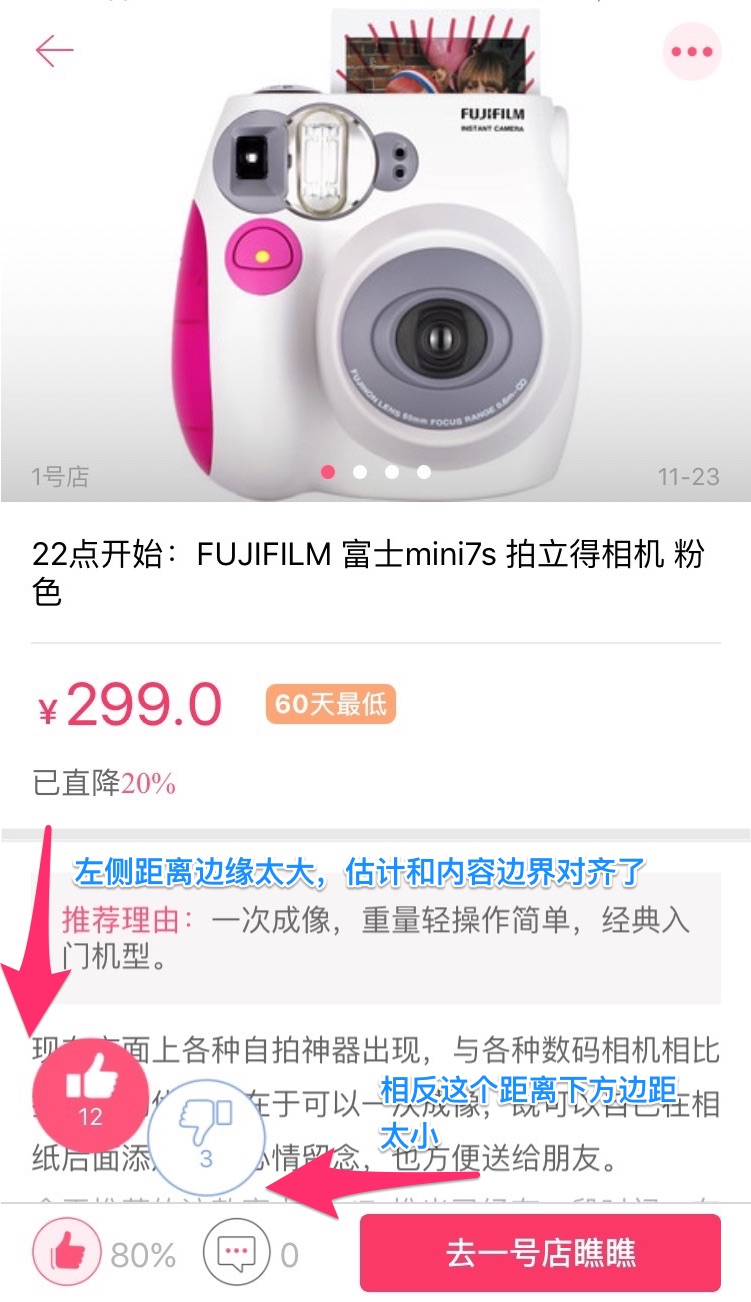 FUJIFILM
INSTANT CAMERA
FUJINON LENS 60mm FOCUS RANGE 0.6m-∞
1号店
11-23
22点开始：FUJIFILM 富士mini7s 拍立得相机 粉
色
¥299.0
60天最低
已直降20%
左侧距离边缘太大，估计和内容边界对齐了
推荐理由：一次成像，重量轻操作简单，经典入
门机型。
现在市面上各种自拍神器出现，与各种数码相机相比
在于可以一次成像，既可以自己在相
相反这个距离下方边距
太小
纸后面添心情留念，也方便送给朋友。
12
3
80%
0
去一号店瞧瞧